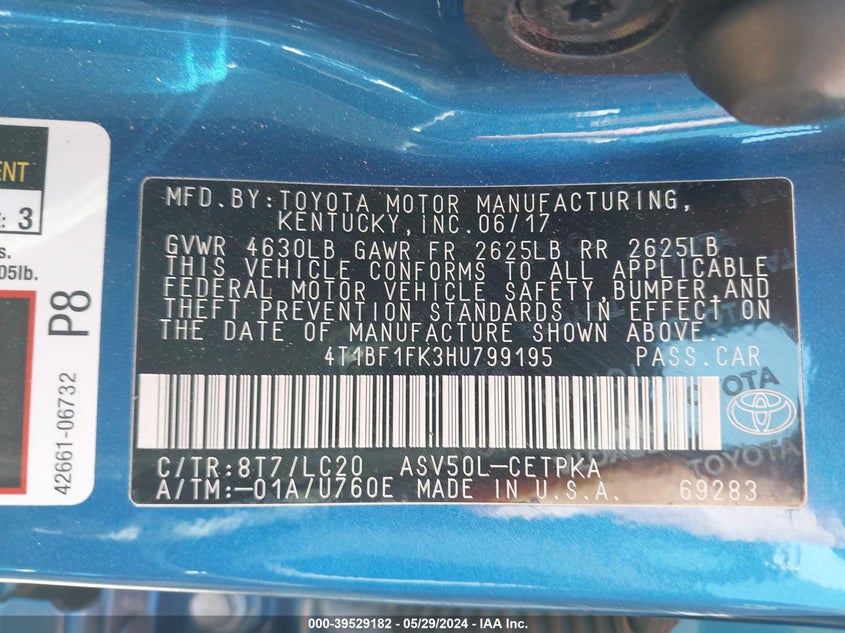 ENT
: 3
s.
05lb.
P8
42661-06732
MFD.BY:TOYOTA MOTOR MANUFACTURING,
KENTUCKY,INC.06/17
GVWR 4630LB GAWR FR 2625LB RR 2625LB
THIS VEHICLE CONFORMS TO ALL APPLICABLE
FEDERAL MOTOR VEHICLE SAFETY,BUMPER,AND
THEFT PREVENTION STANDARDS IN EFFECT ON
THE DATE OF MANUFACTURE SHOWN ABOVE.
4T1BF1FK3HU799195 PASS.CAR
TOYOTA
TOYOTA
C/TR:8T7/LC20 ASV50L-CETPKA
A/TM:-01A/U760E MADE IN U.S.A. 69283
000-39529182 - 05/29/2024 - IAA Inc.